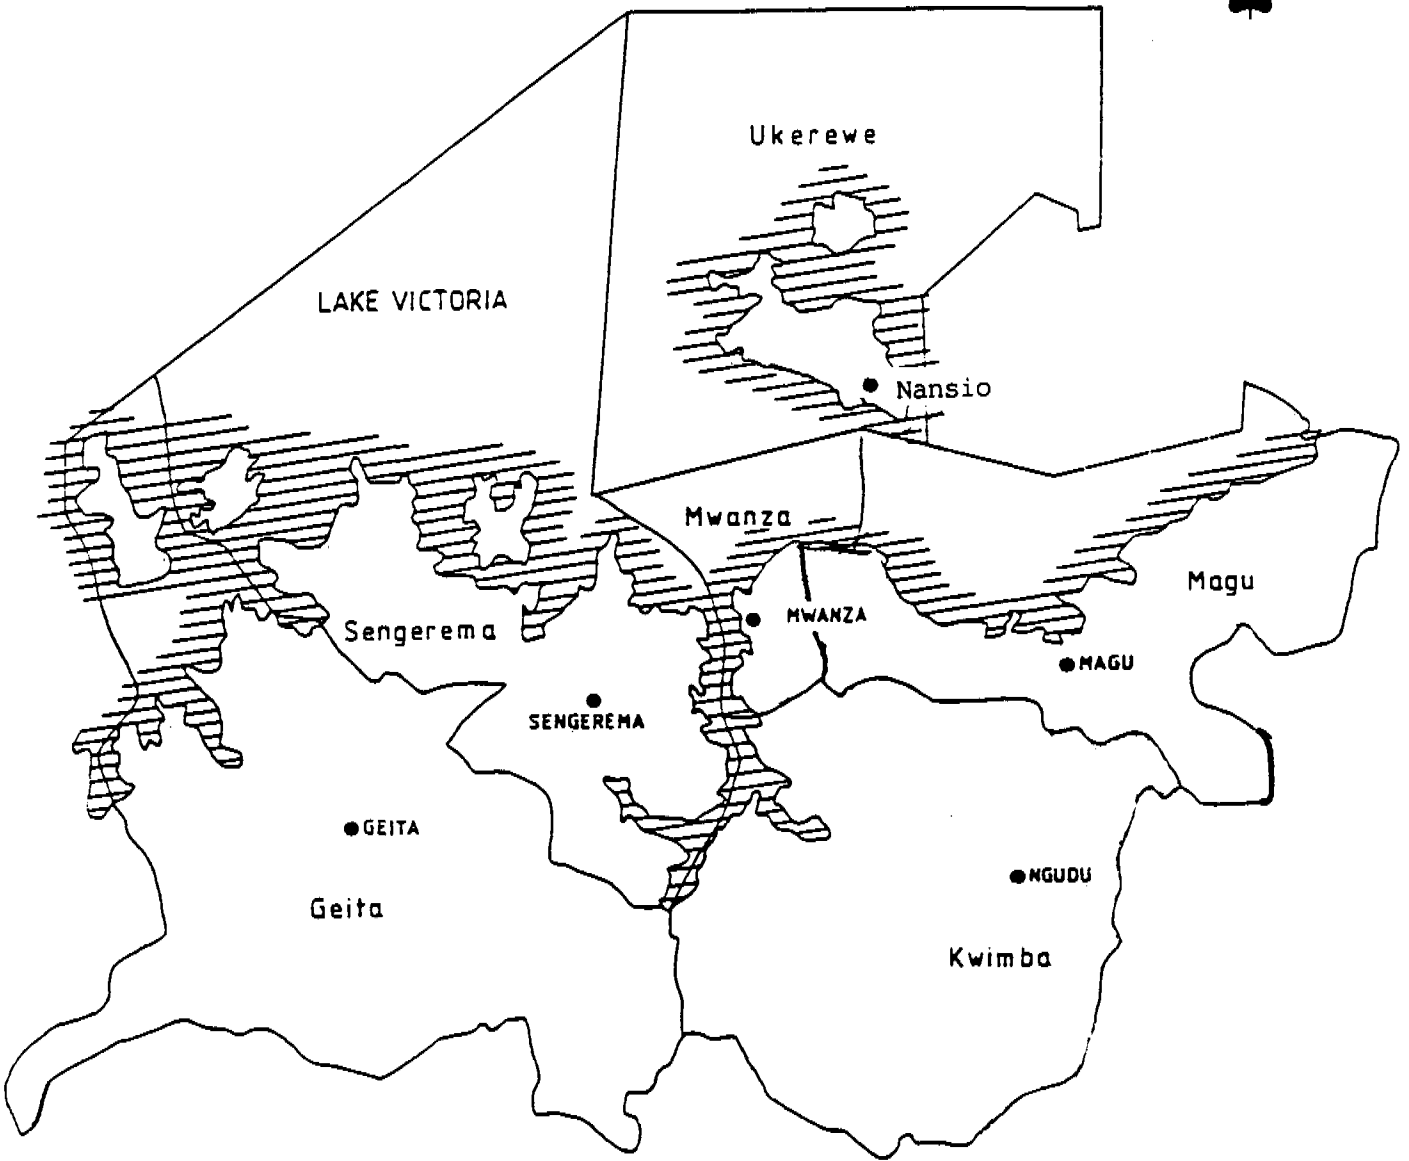 Ukerewe
LAKE VICTORIA
Nansio
Mwanza
Magu
MWANZA
Sengerema
MAGU
SENGEREMA
GEITA
NGUDU
Geita
Kwimba